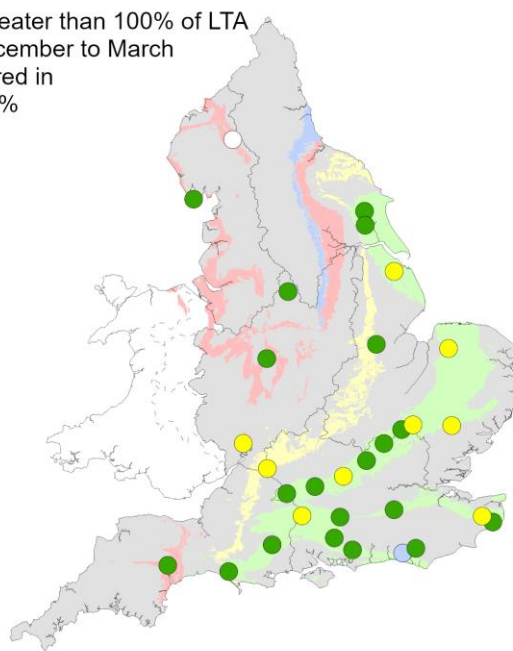 eater than 100% of LTA
cember to March
red in
%